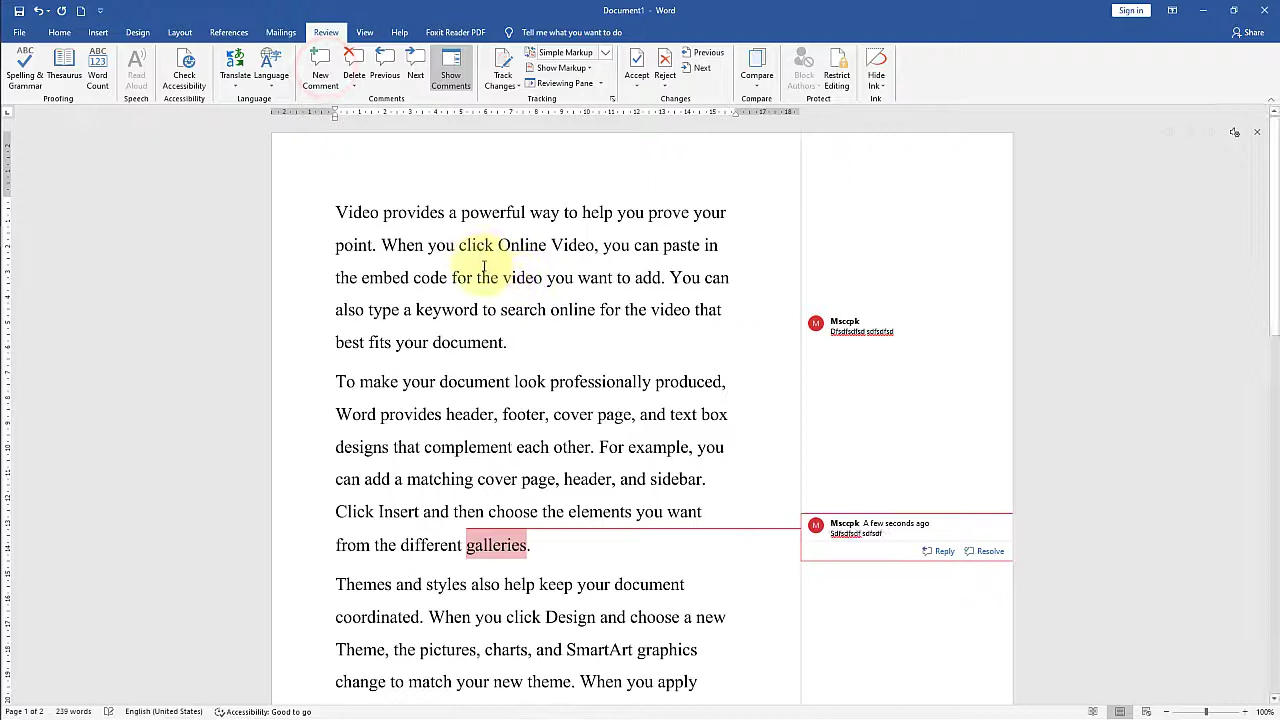 Document1 - Word
Sign in
File Home Insert Design Layout References Mailings Review View Help Foxit Reader PDF Tell me what you want to do
Share
ABC
Spelling & Grammar
Thesaurus
ABC 123
Word Count
Proofing
Read Aloud
Speech
Check Accessibility
Accessibility
Translate
Language
Language
New Comment
Delete
Previous
Next
Show Comments
Comments
Track Changes
Simple Markup
Show Markup
Reviewing Pane
Tracking
Accept
Reject
Previous
Next
Changes
Compare
Compare
Block Authors
Restrict Editing
Protect
Hide Ink
Ink
Video provides a powerful way to help you prove your
point. When you click Online Video, you can paste in
the embed code for the video you want to add. You can
also type a keyword to search online for the video that
best fits your document.
M Msccpk
Dfsdfsdfsd sdfsdfsd
To make your document look professionally produced,
Word provides header, footer, cover page, and text box
designs that complement each other. For example, you
can add a matching cover page, header, and sidebar.
Click Insert and then choose the elements you want
from the different galleries.
M Msccpk A few seconds ago
Sdfsdfsdf sdfsdf
Reply Resolve
Themes and styles also help keep your document
coordinated. When you click Design and choose a new
Theme, the pictures, charts, and SmartArt graphics
change to match your new theme. When you apply
Page 1 of 2 239 words English (United States) Accessibility: Good to go
100%